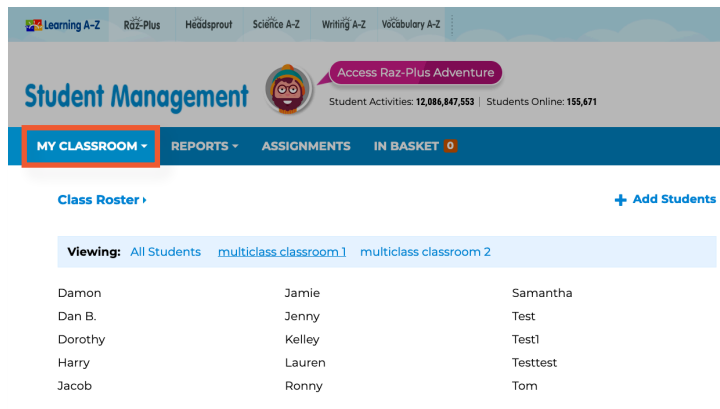 Learning A-Z Raz-Plus Headsprout Science A-Z Writing A-Z Vocabulary A-Z
Access Raz-Plus Adventure
Student Management
Student Activities: 12,086,847,553 | Students Online: 155,671
MY CLASSROOM REPORTS ASSIGNMENTS IN BASKET 0
Class Roster + Add Students
Viewing: All Students multiclass classroom 1 multiclass classroom 2
Damon Jamie Samantha
Dan B. Jenny Test
Dorothy Kelley Test1
Harry Lauren Testtest
Jacob Ronny Tom